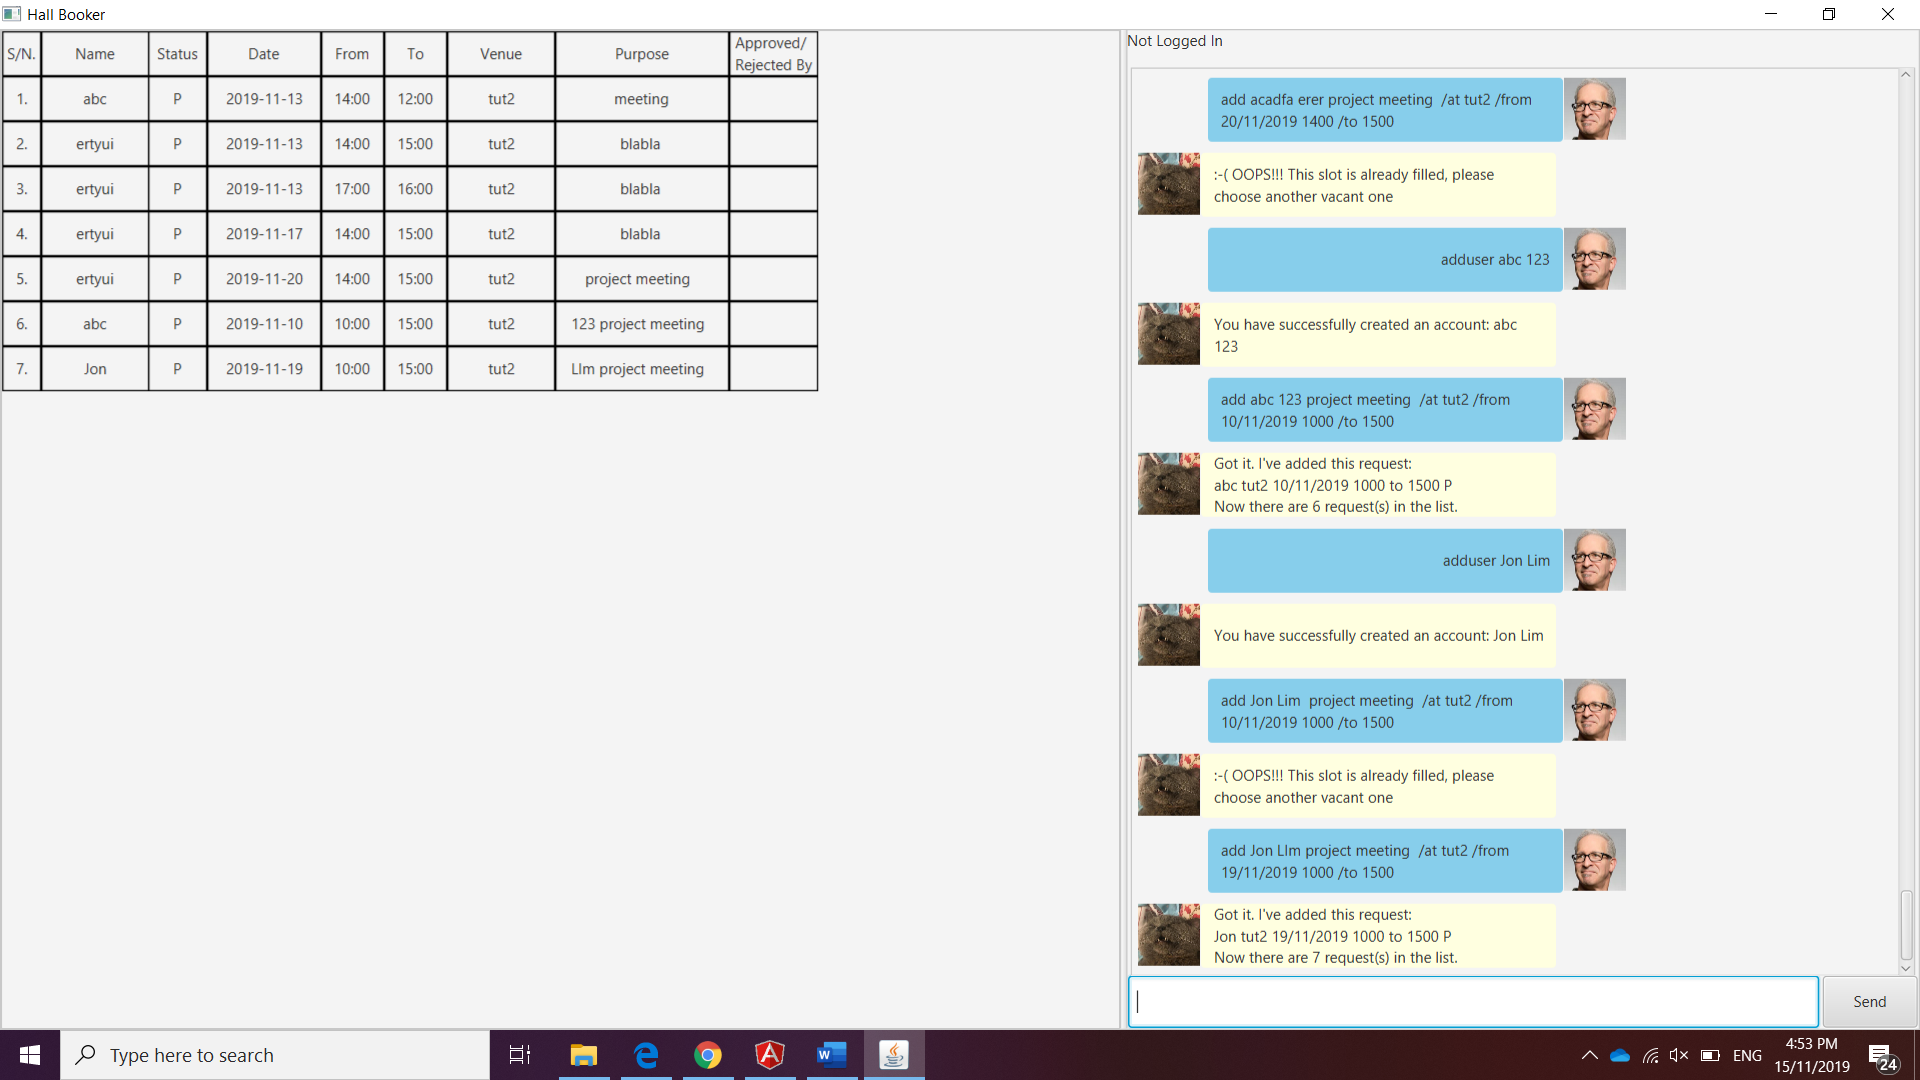 Hall Booker
S/N. Name Status Date From To Venue Purpose Approved/
Rejected By
1. abc P 2019-11-13 14:00 12:00 tut2 meeting
2. ertyui P 2019-11-13 14:00 15:00 tut2 blabla
3. ertyui P 2019-11-13 17:00 16:00 tut2 blabla
4. ertyui P 2019-11-17 14:00 15:00 tut2 blabla
5. ertyui P 2019-11-20 14:00 15:00 tut2 project meeting
6. abc P 2019-11-10 10:00 15:00 tut2 123 project meeting
7. Jon P 2019-11-19 10:00 15:00 tut2 LIm project meeting
Not Logged In
add acadfa erer project meeting  /at tut2 /from
20/11/2019 1400 /to 1500
:-( OOPS!!! This slot is already filled, please
choose another vacant one
adduser abc 123
You have successfully created an account: abc
123
add abc 123 project meeting  /at tut2 /from
10/11/2019 1000 /to 1500
Got it. I've added this request:
abc tut2 10/11/2019 1000 to 1500 P
Now there are 6 request(s) in the list.
adduser Jon Lim
You have successfully created an account: Jon Lim
add Jon Lim  project meeting  /at tut2 /from
10/11/2019 1000 /to 1500
:-( OOPS!!! This slot is already filled, please
choose another vacant one
add Jon LIm project meeting  /at tut2 /from
19/11/2019 1000 /to 1500
Got it. I've added this request:
Jon tut2 19/11/2019 1000 to 1500 P
Now there are 7 request(s) in the list.
Send
Type here to search
ENG
4:53 PM
15/11/2019
24